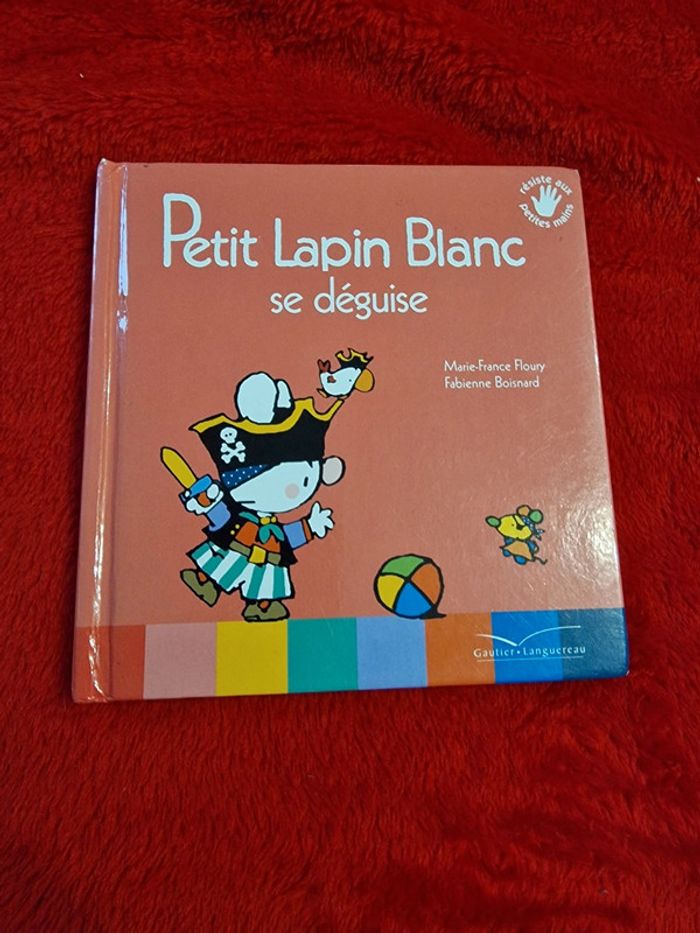 résiste aux
petites mains
Petit Lapin Blanc
se déguise
Marie-France Floury
Fabienne Boisnard
Gautier • Languereau